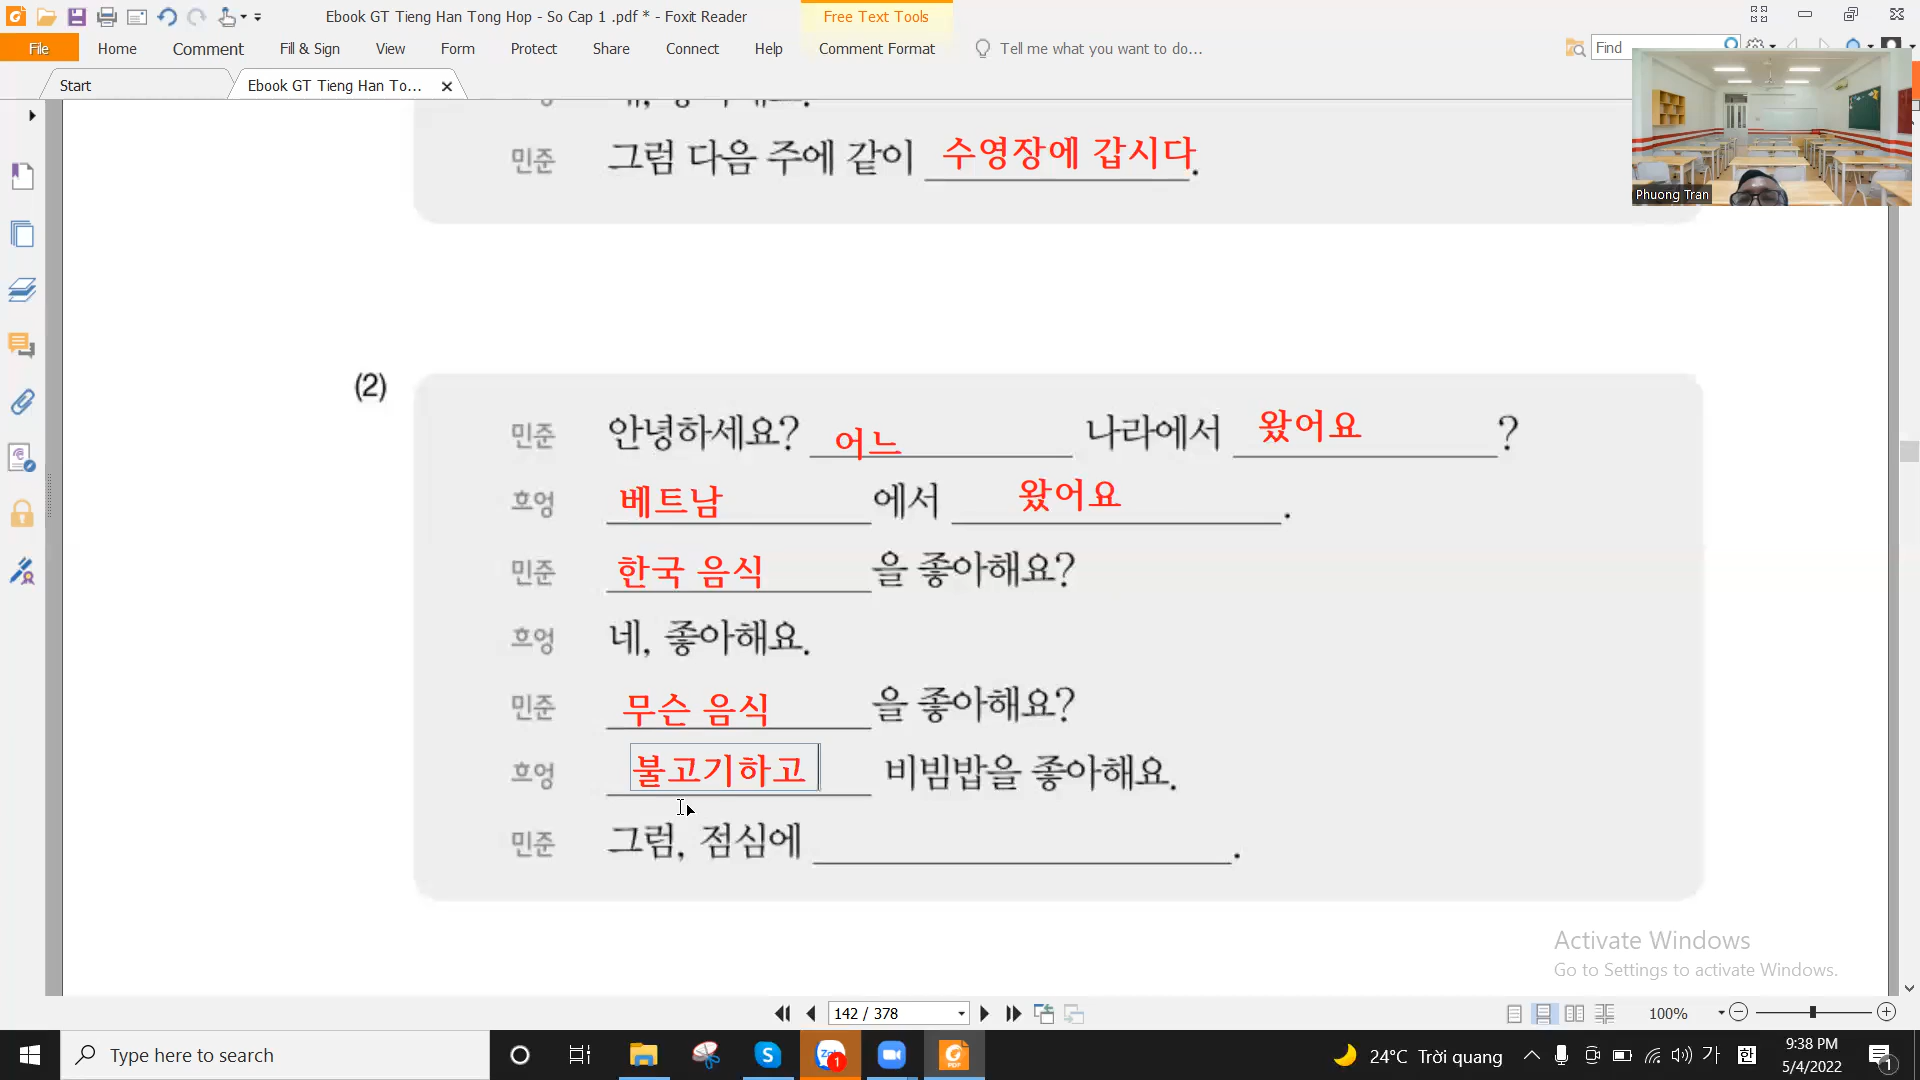 Ebook GT Tieng Han Tong Hop - So Cap 1 .pdf * - Foxit Reader
Free Text Tools
File Home Comment Fill & Sign View Form Protect Share Connect Help Comment Format Tell me what you want to do... Find
Start Ebook GT Tieng Han To...
민준 그럼 다음 주에 같이 수영장에 갑시다.
Phuong Tran
(2)
민준 안녕하세요? 어느 나라에서 왔어요?
흐엉 베트남에서 왔어요.
민준 한국 음식을 좋아해요?
흐엉 네, 좋아해요.
민준 무슨 음식을 좋아해요?
흐엉 불고기하고 비빔밥을 좋아해요.
민준 그럼, 점심에 .
Activate Windows
Go to Settings to activate Windows.
142 / 378
100%
Type here to search
24°C Trời quang
가
한
9:38 PM
5/4/2022
1
1